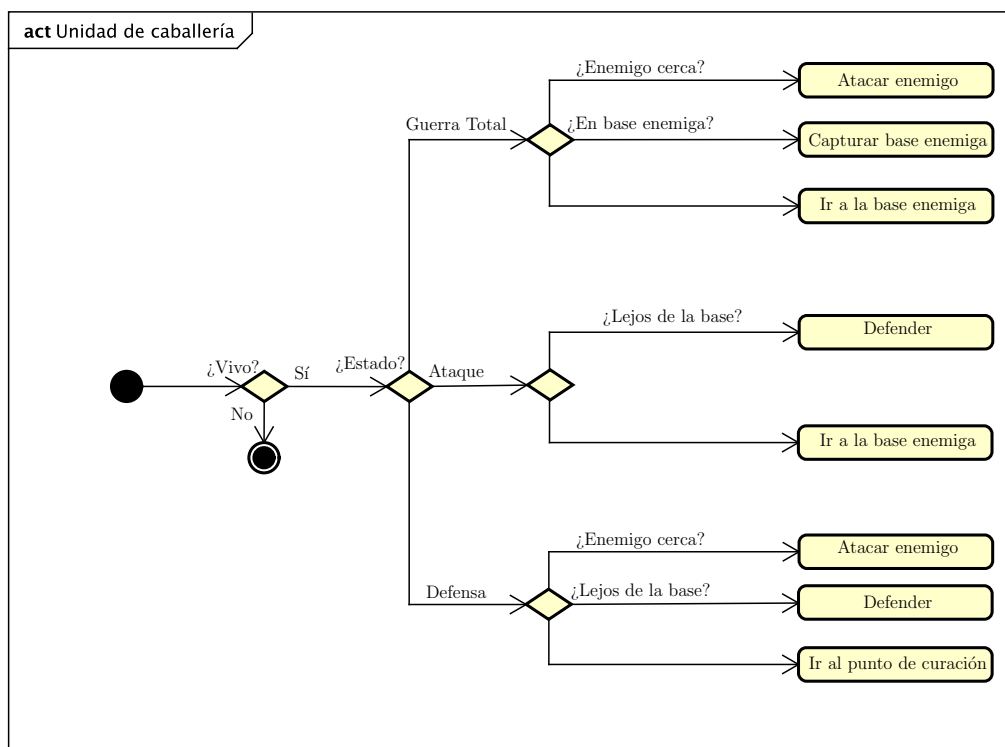 act Unidad de caballería
¿Enemigo cerca?
Atacar enemigo
Guerra Total
¿En base enemiga?
Capturar base enemiga
Ir a la base enemiga
¿Lejos de la base?
Defender
¿Vivo?
Sí
¿Estado?
Ataque
No
Ir a la base enemiga
¿Enemigo cerca?
Atacar enemigo
Defensa
¿Lejos de la base?
Defender
Ir al punto de curación